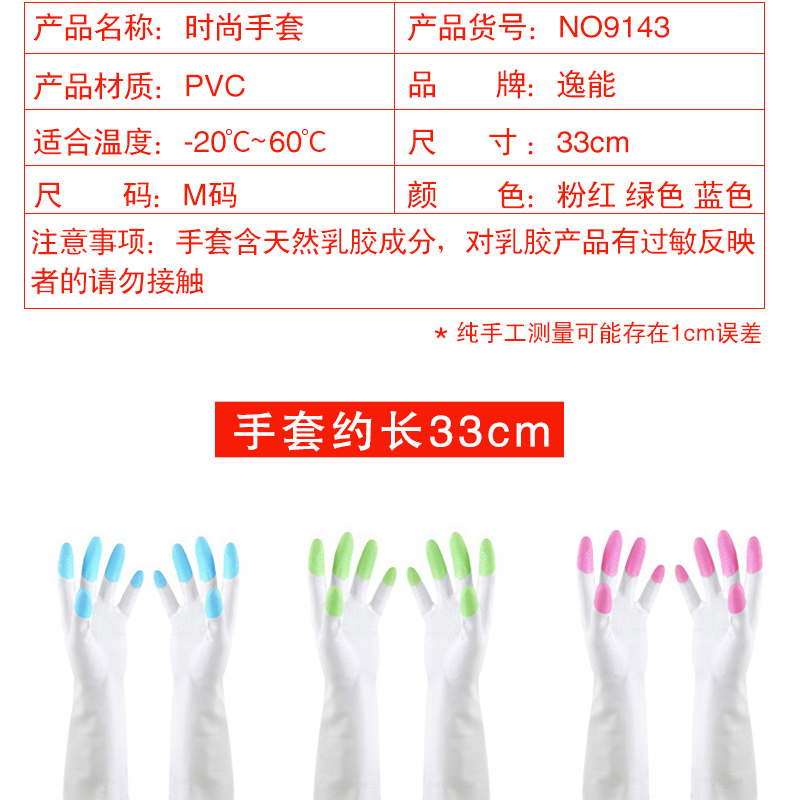 产品名称：时尚手套 产品货号：NO9143
产品材质：PVC 品 牌：逸能
适合温度：-20℃~60℃ 尺 寸：33cm
尺 码：M码 颜 色：粉红 绿色 蓝色
注意事项：手套含天然乳胶成分，对乳胶产品有过敏反映
者的请勿接触
* 纯手工测量可能存在1cm误差
手套约长33cm